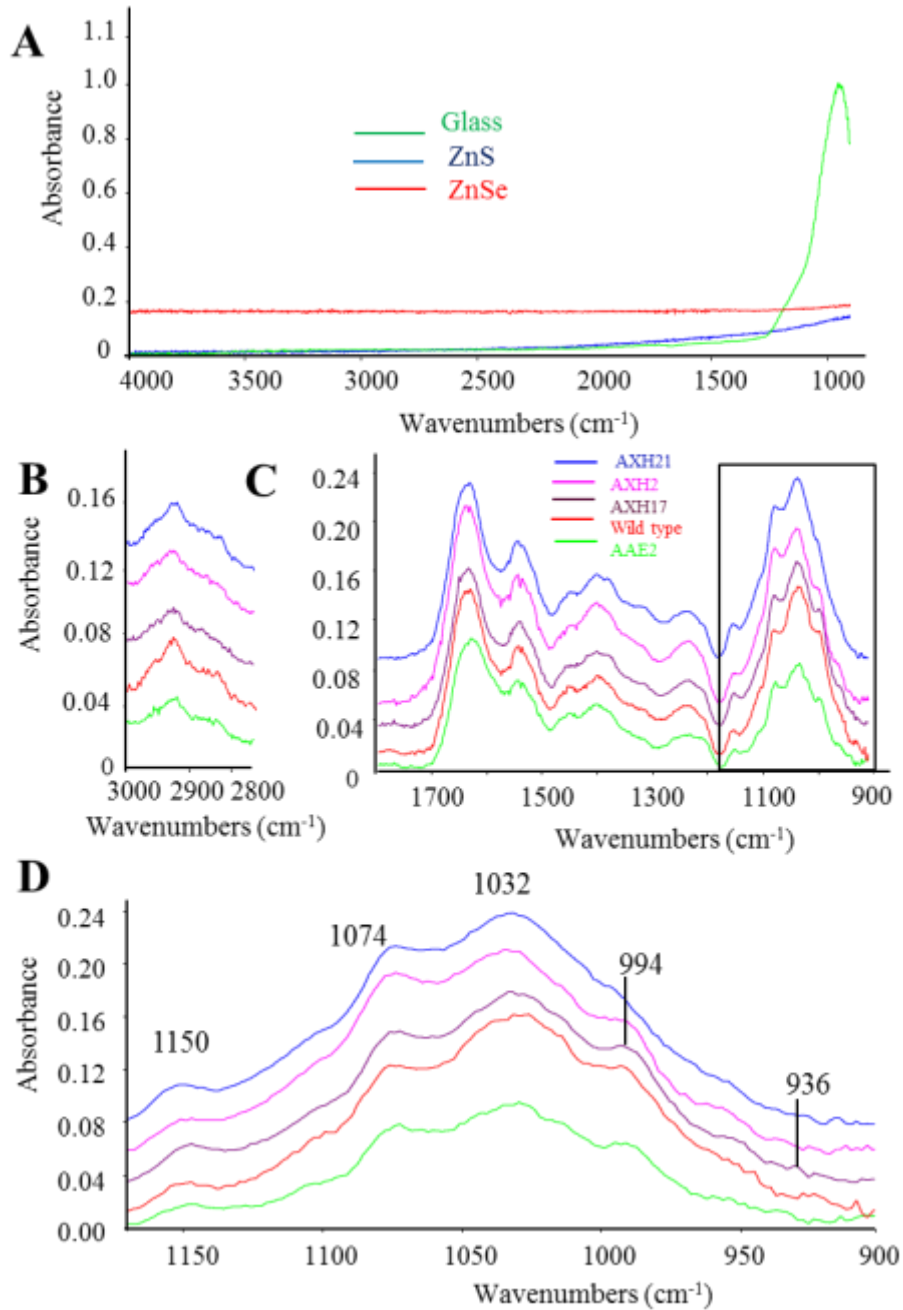 A
Absorbance
1.1
1.0
0.8
0.6
0.4
0.2
0
Glass
ZnS
ZnSe
4000 3500 3000 2500 2000 1500 1000
Wavenumbers (cm-1)
B
Absorbance
0.16
0.12
0.08
0.04
0
3000 2900 2800
Wavenumbers (cm-1)
C
0.24
0.20
0.16
0.12
0.08
0.04
0
AXH21
AXH2
AXH17
Wild type
AAE2
1700 1500 1300 1100 900
Wavenumbers (cm-1)
D
Absorbance
0.24
0.20
0.16
0.12
0.08
0.04
0.00
1150
1074
1032
994
936
1150 1100 1050 1000 950 900
Wavenumbers (cm-1)